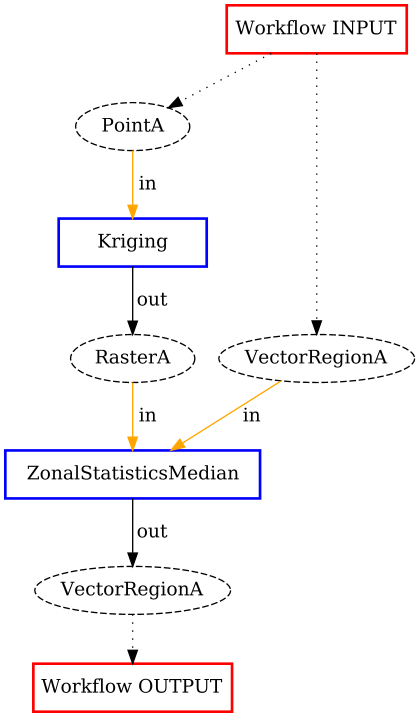 Workflow INPUT
PointA
in
Kriging
out
RasterA
VectorRegionA
in
in
ZonalStatisticsMedian
out
VectorRegionA
Workflow OUTPUT